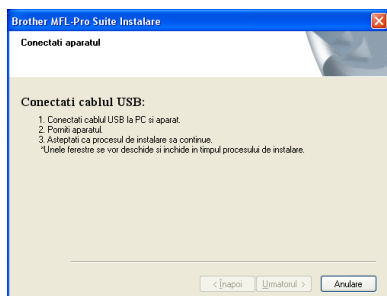 Brother MFL-Pro Suite Instalare
Conectati aparatul
Conectati cablul USB:
1. Conectati cablul USB la PC si aparat.
2. Porniti aparatul.
3. Asteptati ca procesul de instalare sa continue.
*Unele ferestre se vor deschide si inchide in timpul procesului de instalare.
< Înapoi Urmatorul > Anulare